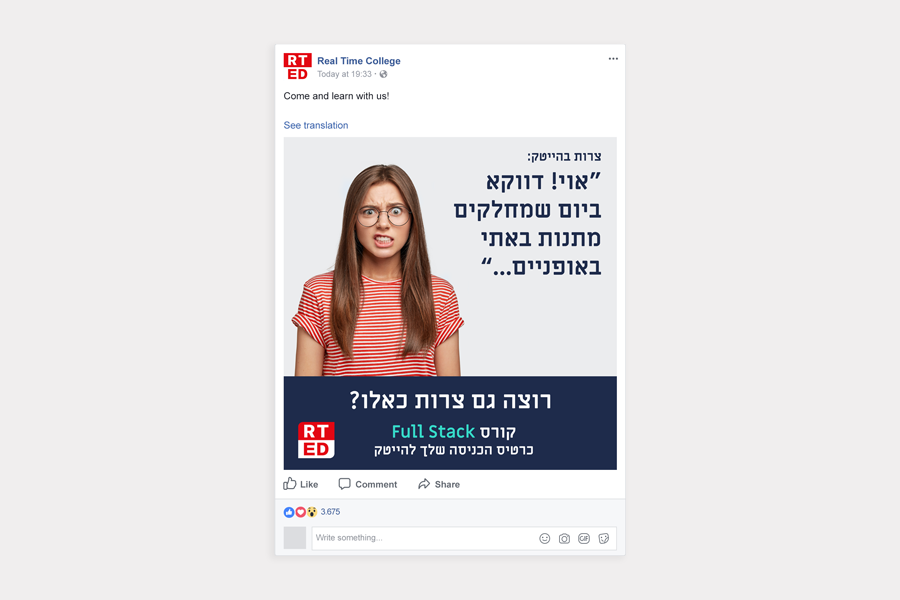 RT
ED
Real Time College
Today at 19:33 ·
Come and learn with us!
See translation
צרות בהייטק:
"אוי! דווקא
ביום שמחלקים
מתנות באתי
באופניים..."
רוצה גם צרות כאלו?
קורס Full Stack
כרטיס הכניסה שלך להייטק
RT
ED
Like
Comment
Share
3.675
Write something...
GIF